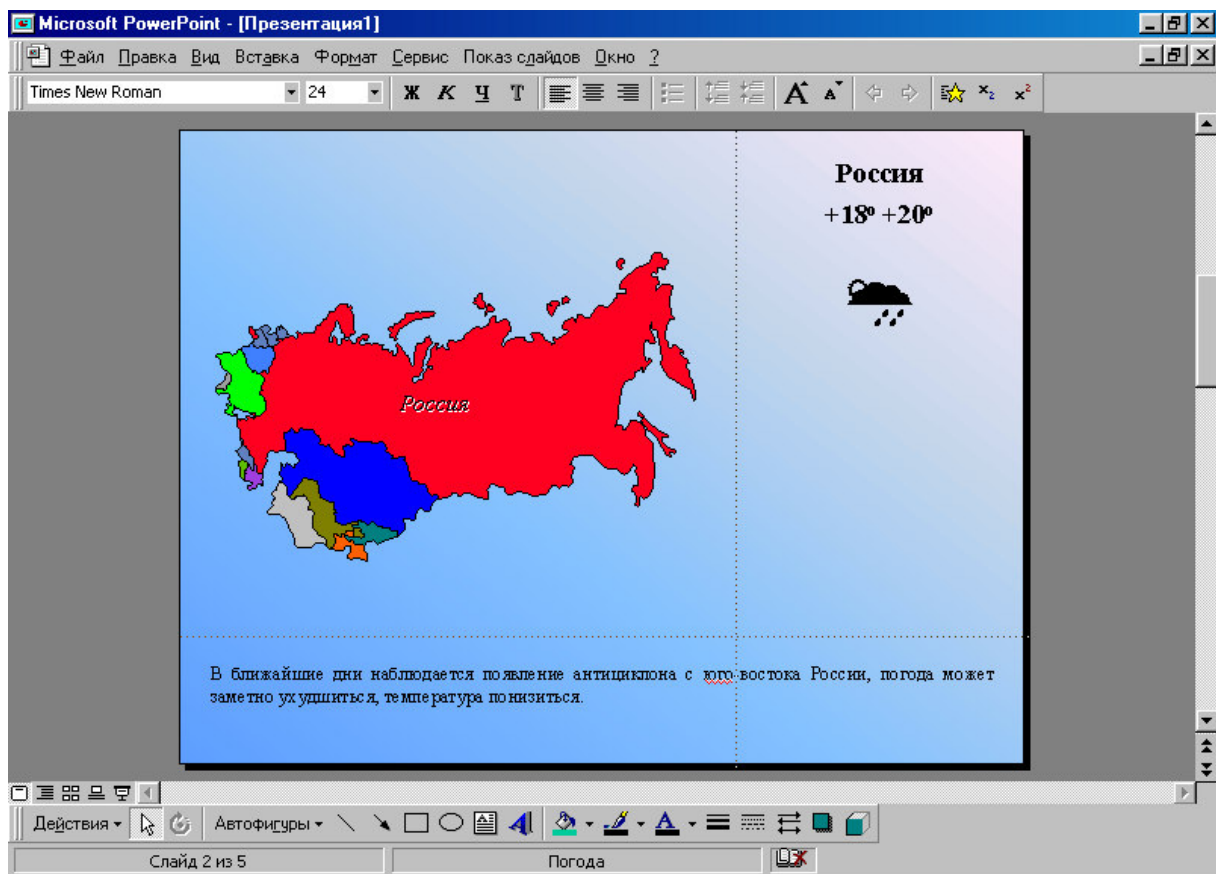 Microsoft PowerPoint - [Презентация1]
Файл Правка Вид Вставка Формат Сервис Показ слайдов Окно ?
Times New Roman 24 Ж К Ч Т А А x₂ x²
Россия
+18º +20º
Россия
В ближайшие дни наблюдается появление антициклона с юго-востока России, погода может
заметно ухудшиться, температура понизиться.
Действия Автофигуры
Слайд 2 из 5 Погода